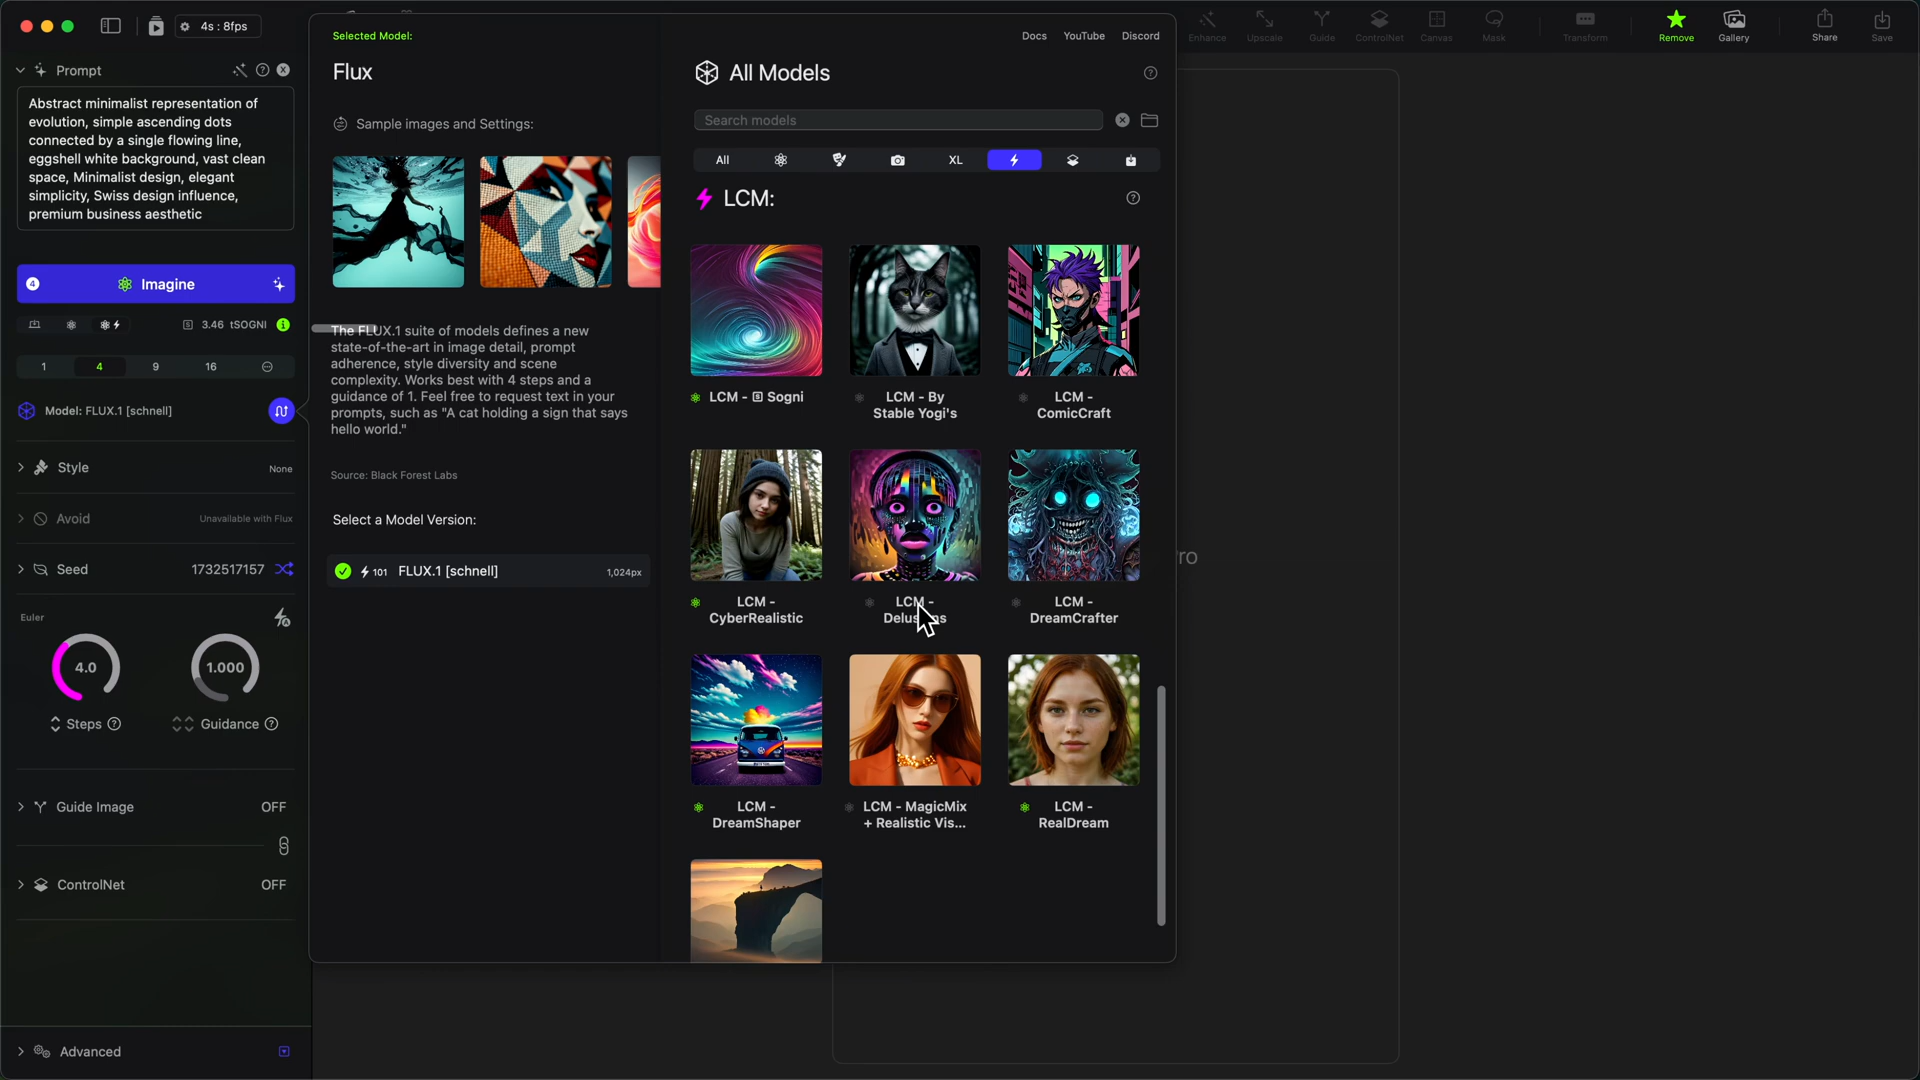 4s : 8fps
Enhance
Upscale
Guide
ControlNet
Canvas
Mask
Transform
Remove
Gallery
Share
Save
Prompt
Abstract minimalist representation of
evolution, simple ascending dots
connected by a single flowing line,
eggshell white background, vast clean
space, Minimalist design, elegant
simplicity, Swiss design influence,
premium business aesthetic
4
Imagine
3.46 tSOGNI
1
4
9
16
Model: FLUX.1 [schnell]
Style
None
Avoid
Unavailable with Flux
Seed
1732517157
Euler
4.0
1.000
Steps
Guidance
Guide Image
OFF
ControlNet
OFF
Advanced
Selected Model:
Docs
YouTube
Discord
Flux
Sample images and Settings:
The FLUX.1 suite of models defines a new
state-of-the-art in image detail, prompt
adherence, style diversity and scene
complexity. Works best with 4 steps and a
guidance of 1. Feel free to request text in your
prompts, such as "A cat holding a sign that says
hello world."
Source: Black Forest Labs
Select a Model Version:
101
FLUX.1 [schnell]
1,024px
All Models
Search models
All
XL
LCM:
LCM - Sogni
LCM - By
Stable Yogi's
LCM -
ComicCraft
LCM -
CyberRealistic
LCM -
LCM -
DreamCrafter
LCM -
DreamShaper
LCM - MagicMix
+ Realistic Vis...
LCM -
RealDream
ro